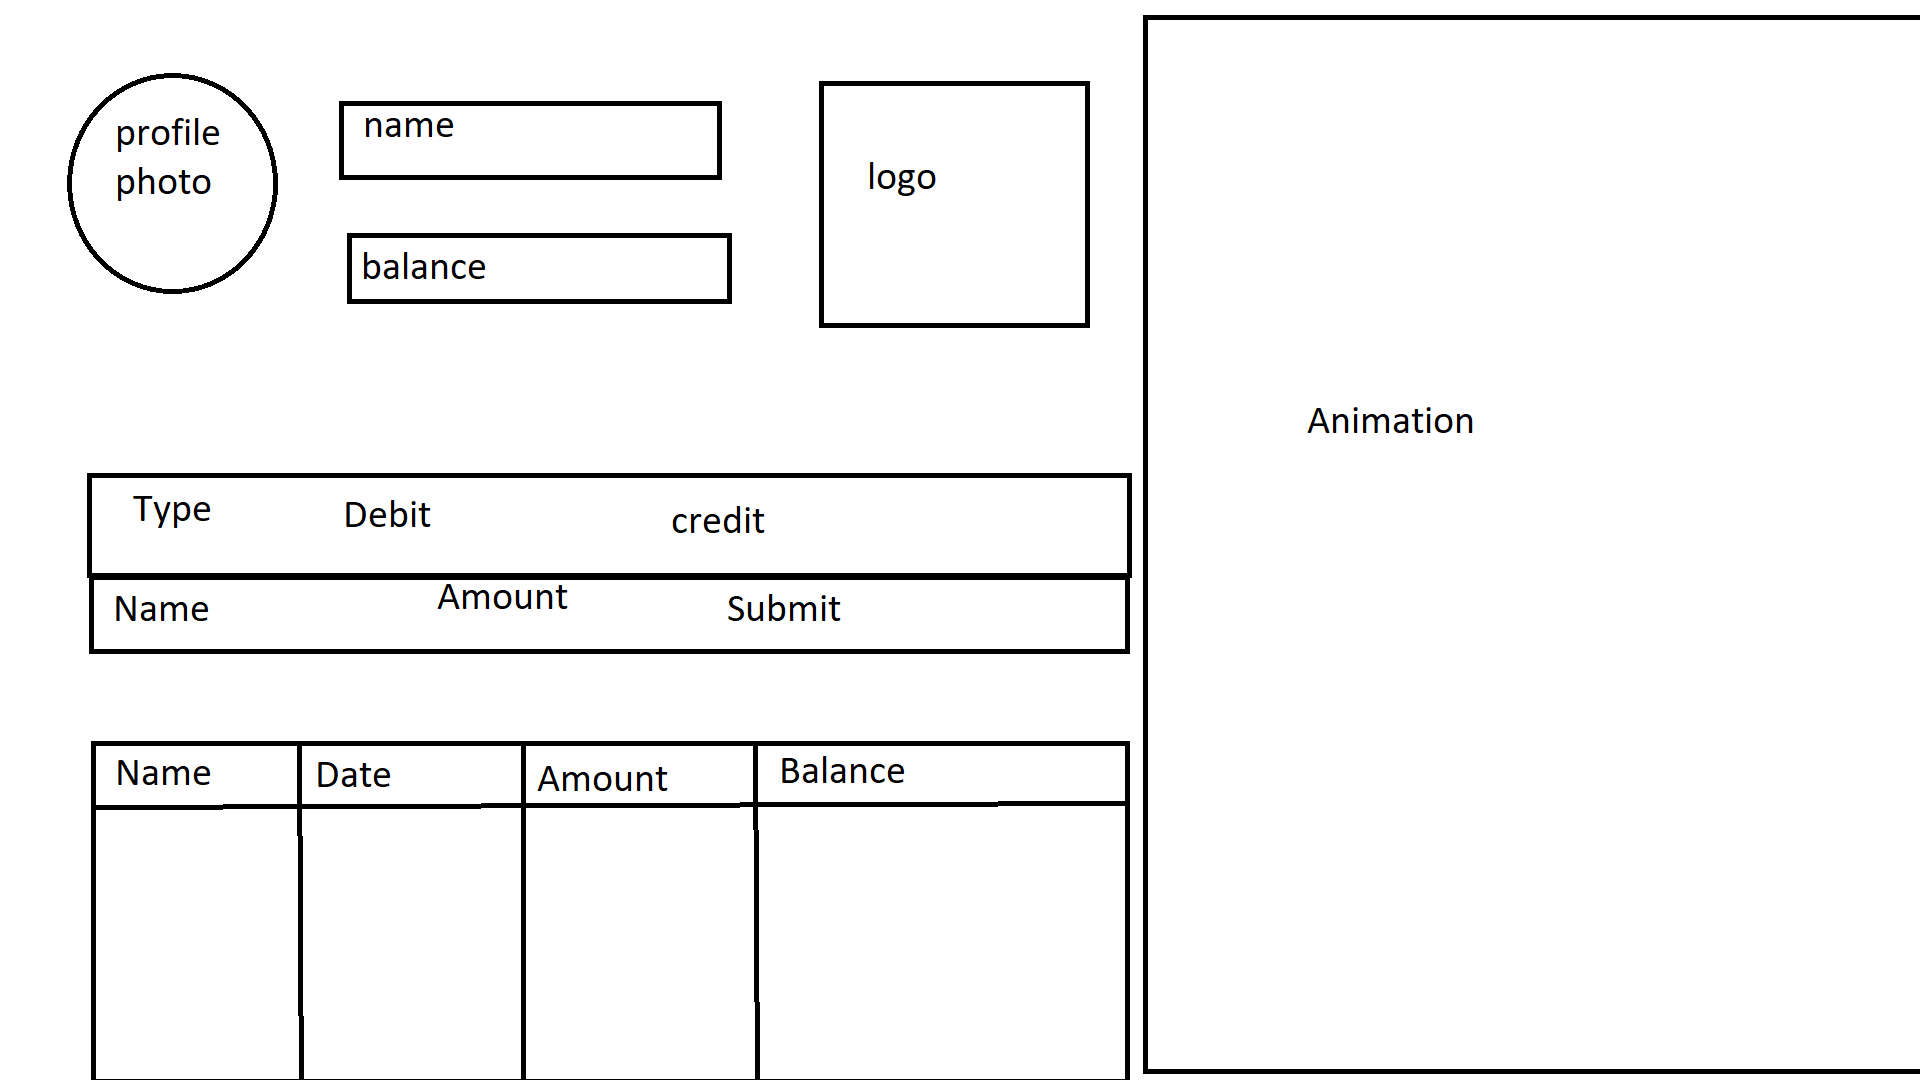 profile
photo
name
balance
logo
Animation
Type Debit credit
Name Amount Submit
Name Date Amount Balance